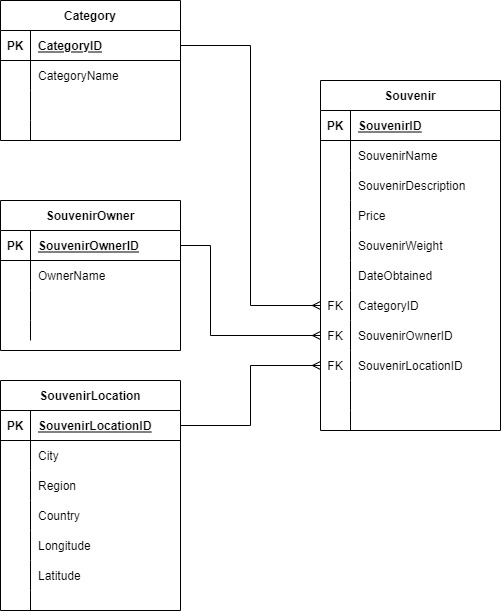 Category
PK CategoryID
CategoryName
SouvenirOwner
PK SouvenirOwnerID
OwnerName
SouvenirLocation
PK SouvenirLocationID
City
Region
Country
Longitude
Latitude
Souvenir
PK SouvenirID
SouvenirName
SouvenirDescription
Price
SouvenirWeight
DateObtained
FK CategoryID
FK SouvenirOwnerID
FK SouvenirLocationID